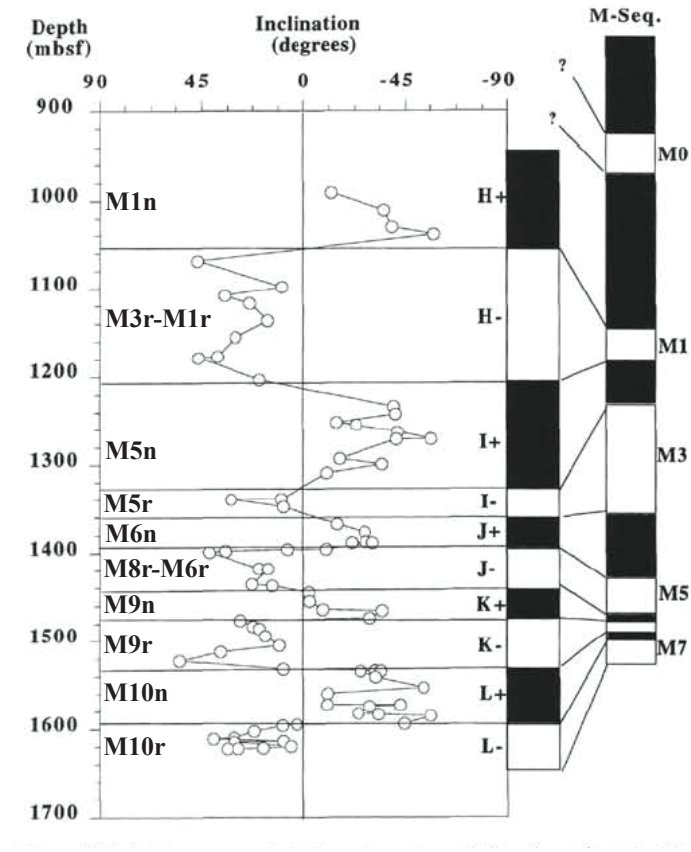 Depth
(mbsf)
Inclination
(degrees)
M-Seq.
90 45 0 -45 -90
?
?
900
M0
1000 M1n H+
1100
M3r-M1r H-
M1
1200
M5n I+
M3
1300
M5r I-
M6n J+
1400
M8r-M6r J-
M5
M9n K+
1500
M9r K-
M7
M10n L+
1600
M10r L-
1700